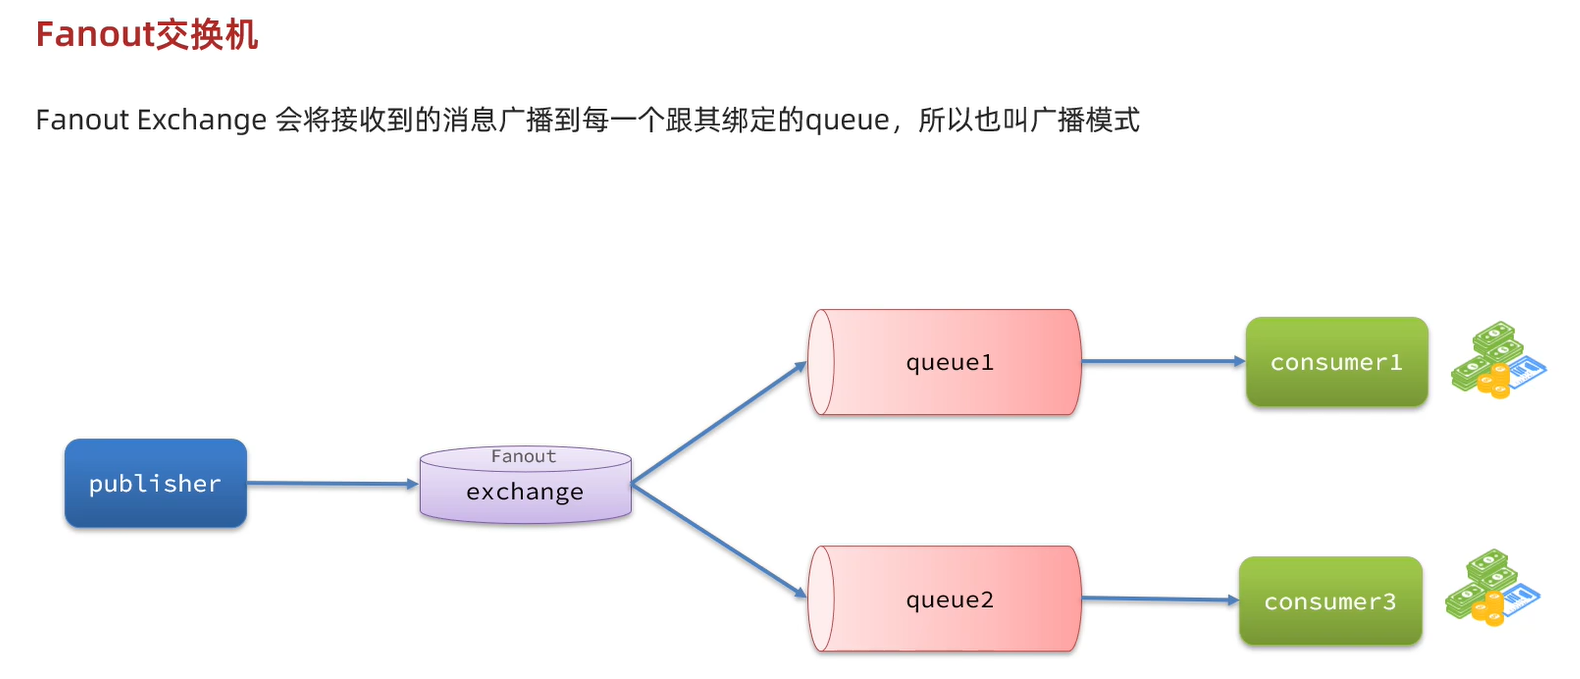 Fanout交换机
Fanout Exchange 会将接收到的消息广播到每一个跟其绑定的queue，所以也叫广播模式
queue1
consumer1
publisher
Fanout
exchange
queue2
consumer3